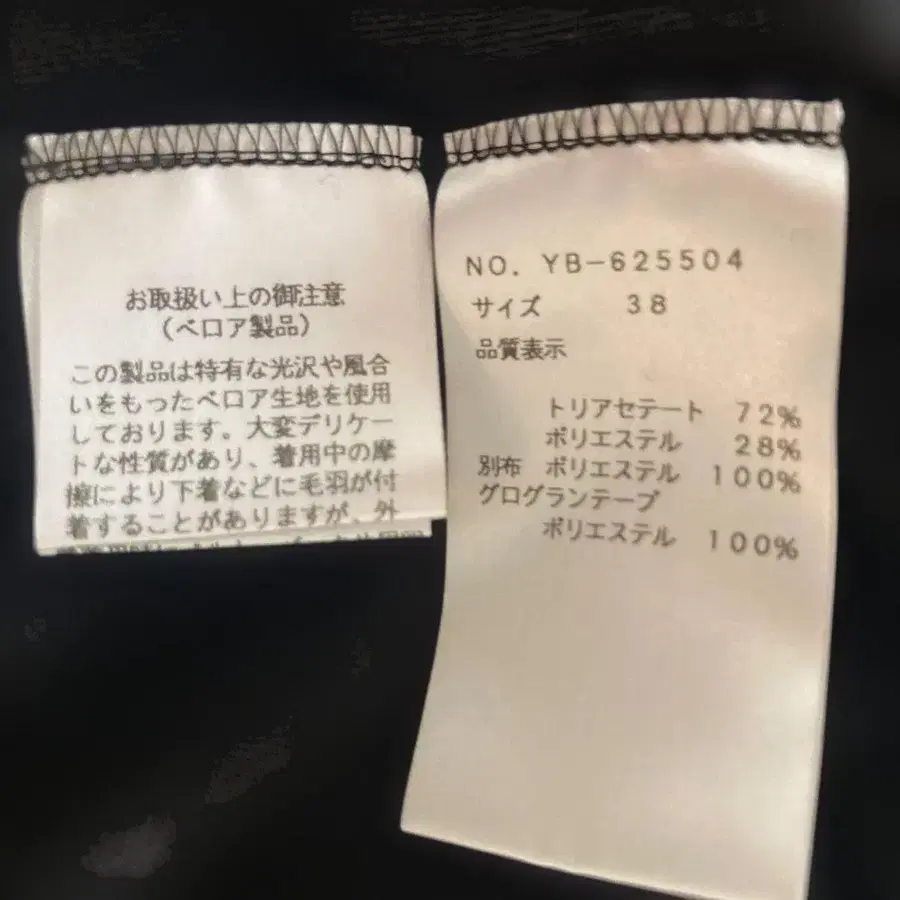 お取扱い上の御注意
(ベロア製品)
この製品は特有な光沢や風合
いをもったベロア生地を使用
しております。大変デリケー
トな性質があり、着用中の摩
擦により下着などに毛羽が付
着することがありますが、外
NO. YB-625504
サイズ 38
品質表示
トリアセテート 72%
ポリエステル 28%
別布 ポリエステル 100%
グログランテープ
ポリエステル 100%